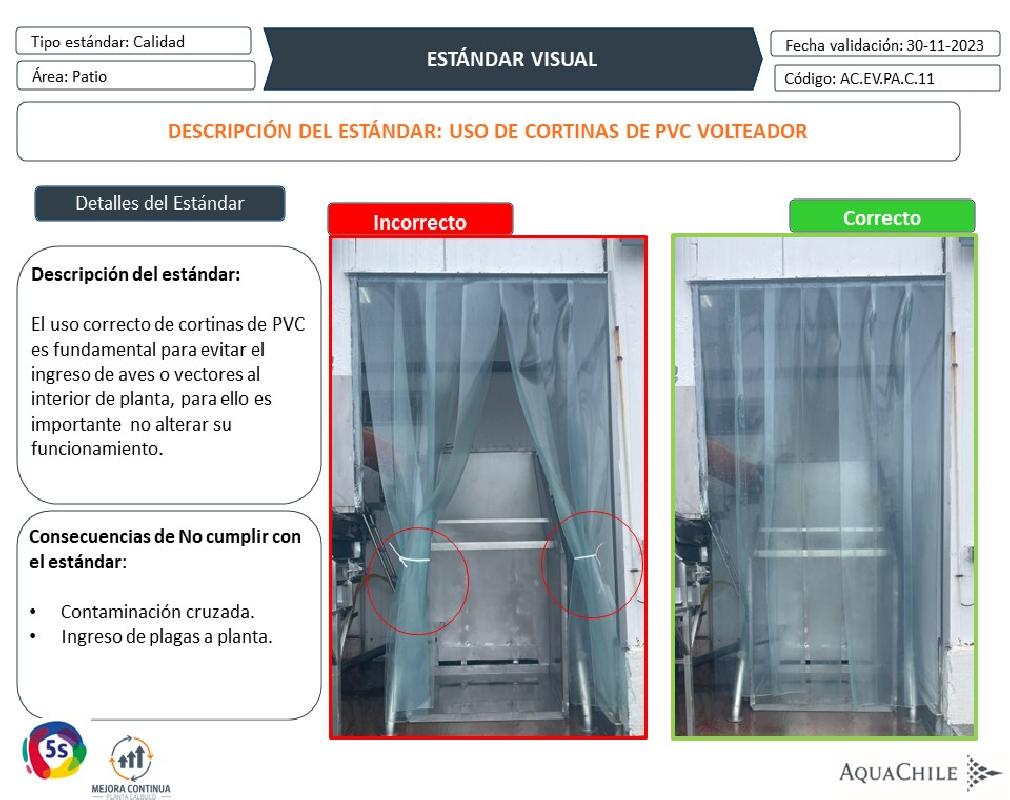 Tipo estándar: Calidad
Área: Patio
ESTÁNDAR VISUAL
Fecha validación: 30-11-2023
Código: AC.EV.PA.C.11
DESCRIPCIÓN DEL ESTÁNDAR: USO DE CORTINAS DE PVC VOLTEADOR
Detalles del Estándar
Incorrecto
Correcto
Descripción del estándar:
El uso correcto de cortinas de PVC
es fundamental para evitar el
ingreso de aves o vectores al
interior de planta, para ello es
importante no alterar su
funcionamiento.
Consecuencias de No cumplir con
el estándar:
• Contaminación cruzada.
• Ingreso de plagas a planta.
5s
MEJORA CONTINUA
PLANTA CALBUCO
AQUACHILE